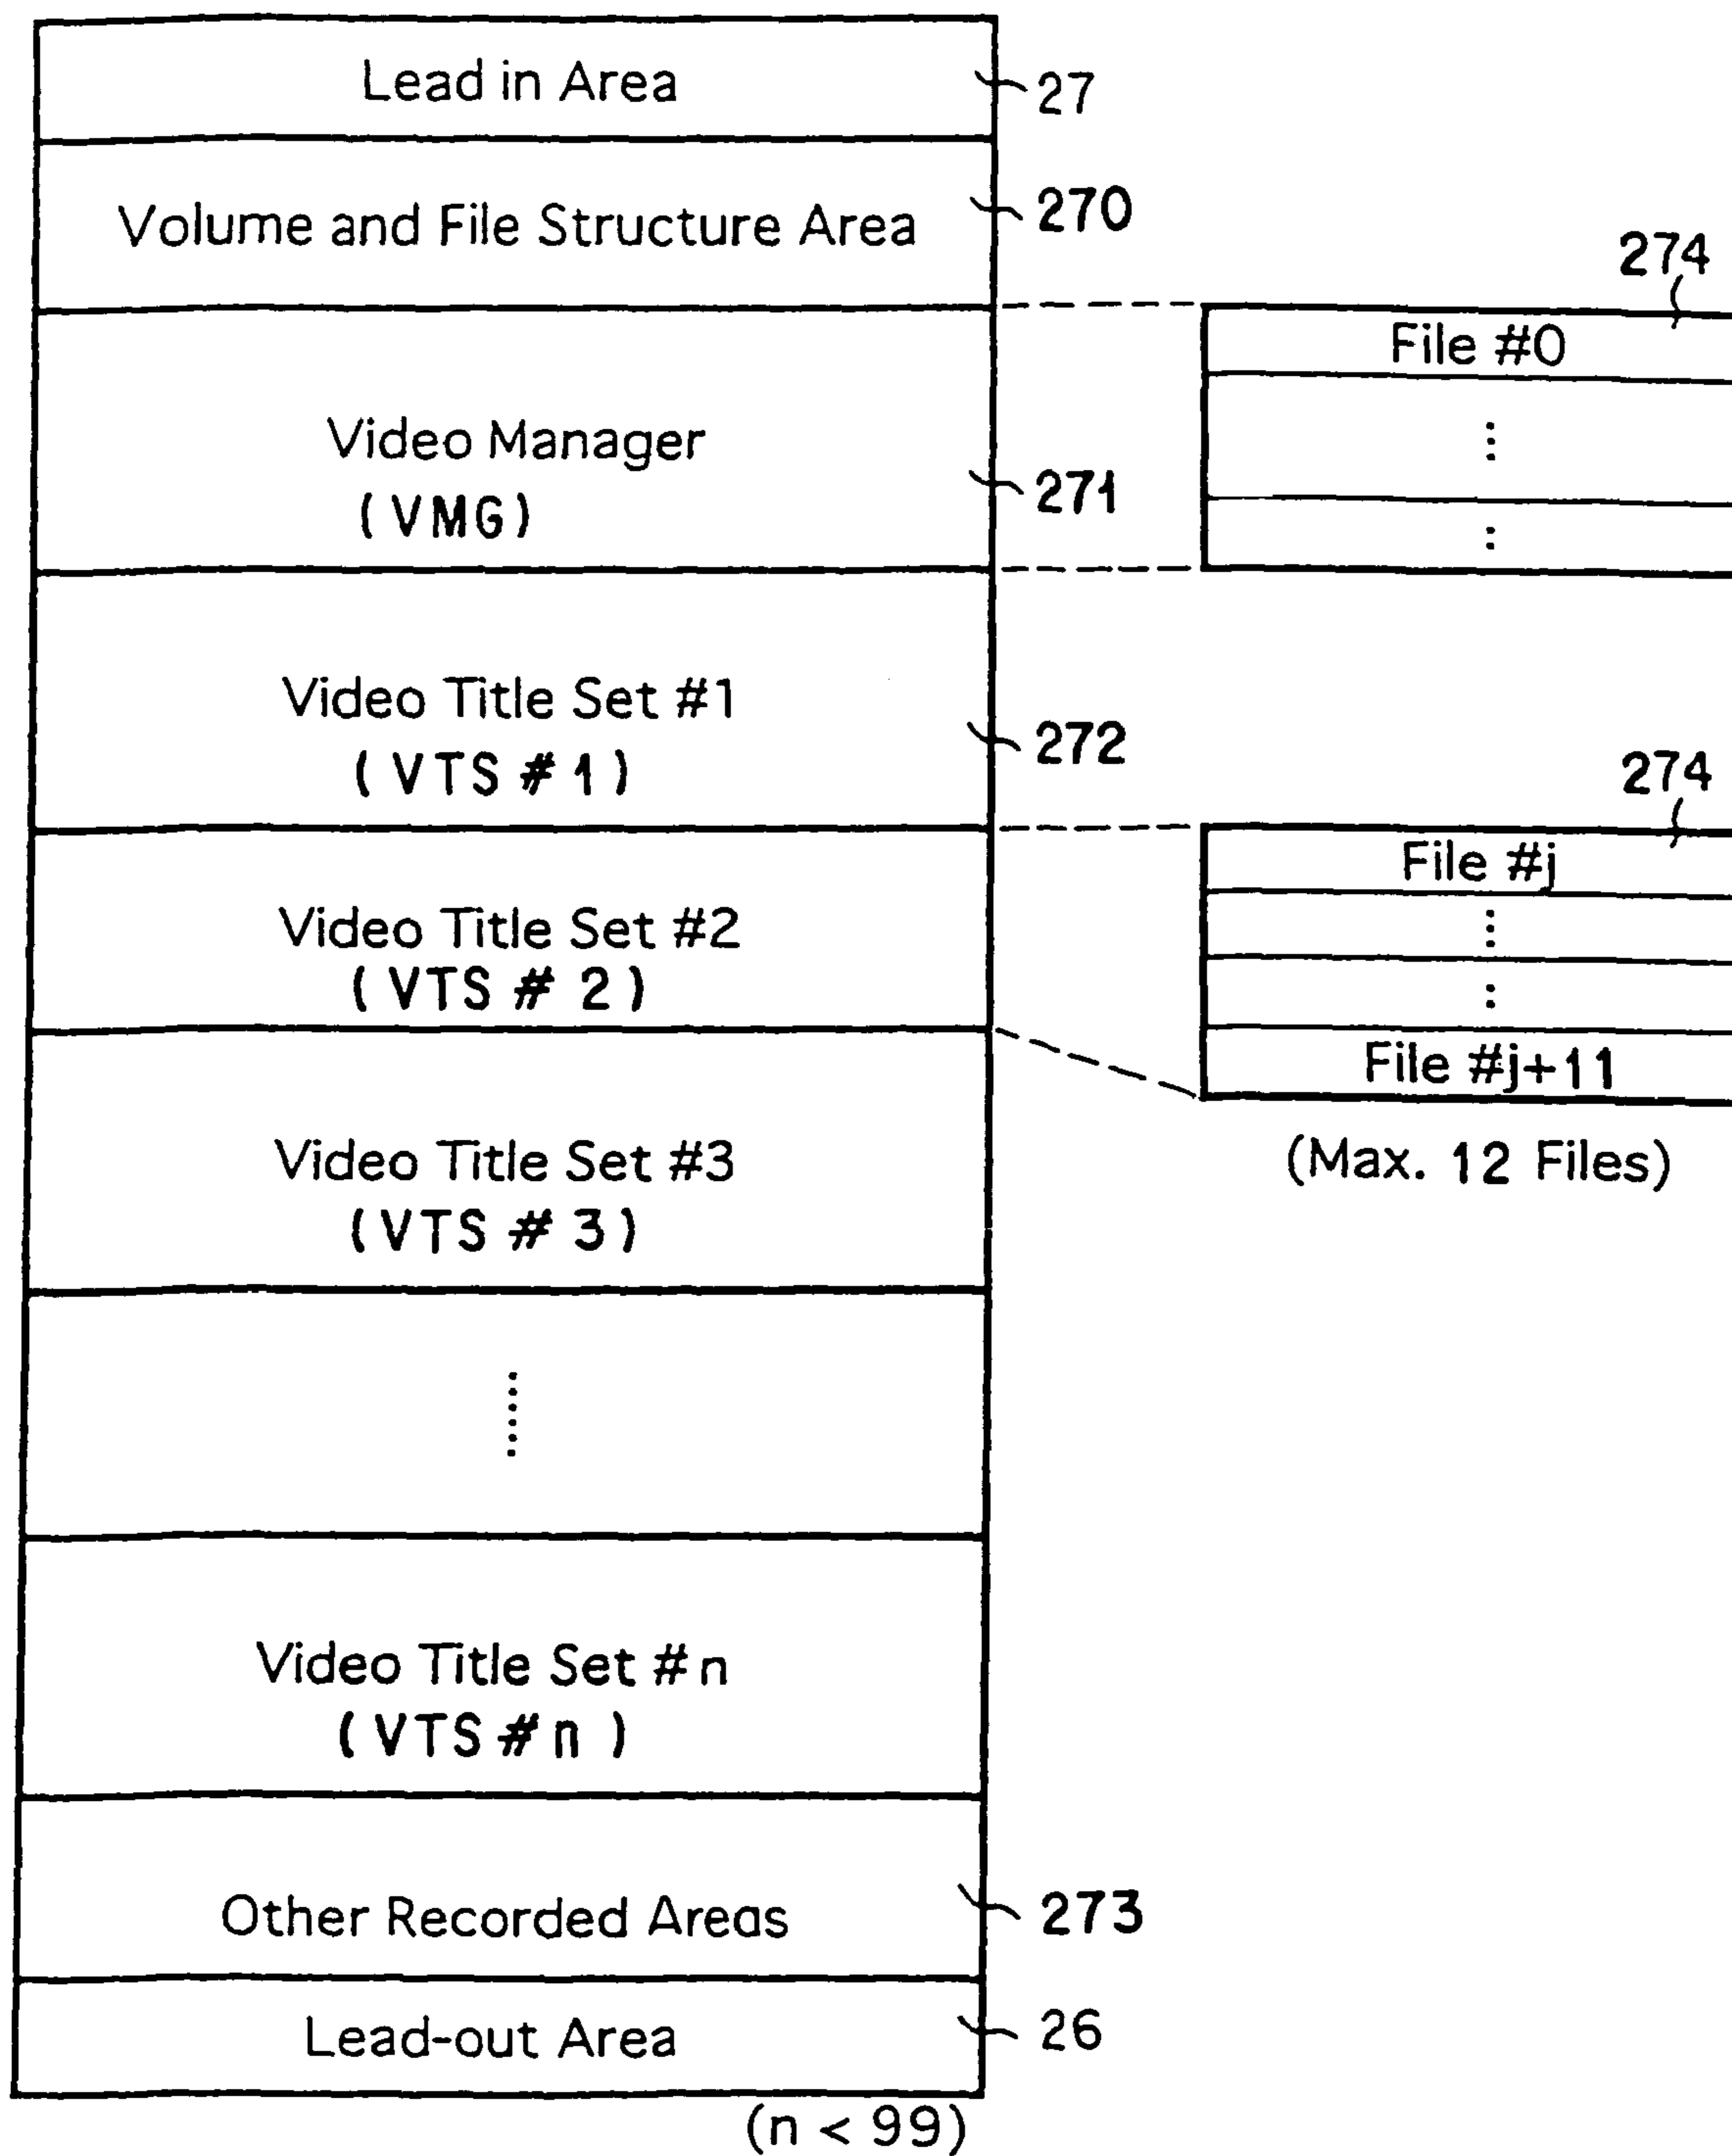 Lead in Area
27
Volume and File Structure Area
270
Video Manager
(VMG)
271
274
File #0
Video Title Set #1
(VTS #1)
272
Video Title Set #2
(VTS #2)
274
File #j
File #j+11
(Max. 12 Files)
Video Title Set #3
(VTS #3)
Video Title Set #n
(VTS #n)
Other Recorded Areas
273
Lead-out Area
26
(n < 99)